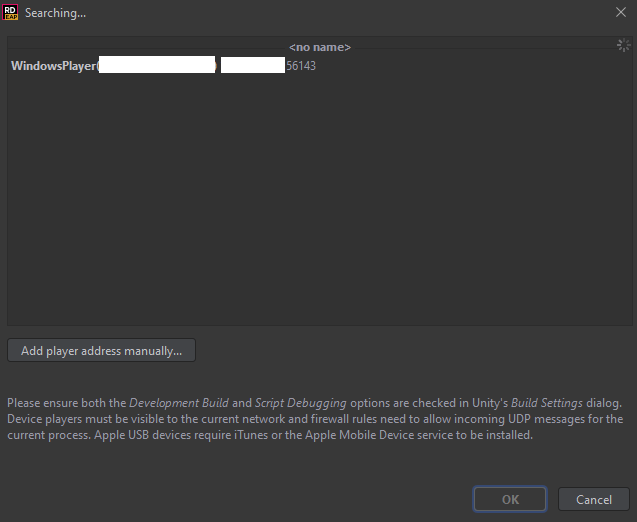 RD
EAP
Searching...
<no name>
WindowsPlayer( ) 56143
Add player address manually...
Please ensure both the Development Build and Script Debugging options are checked in Unity's Build Settings dialog.
Device players must be visible to the current network and firewall rules need to allow incoming UDP messages for the
current process. Apple USB devices require iTunes or the Apple Mobile Device service to be installed.
OK
Cancel